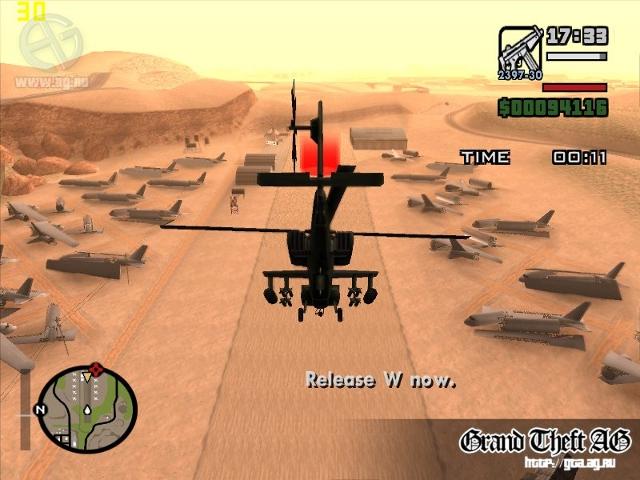 30
www.ag.ru
17:33
2397-30
$00094116
TIME 00:11
N
Release W now.
Grand Theft AG
http://gta.ag.ru